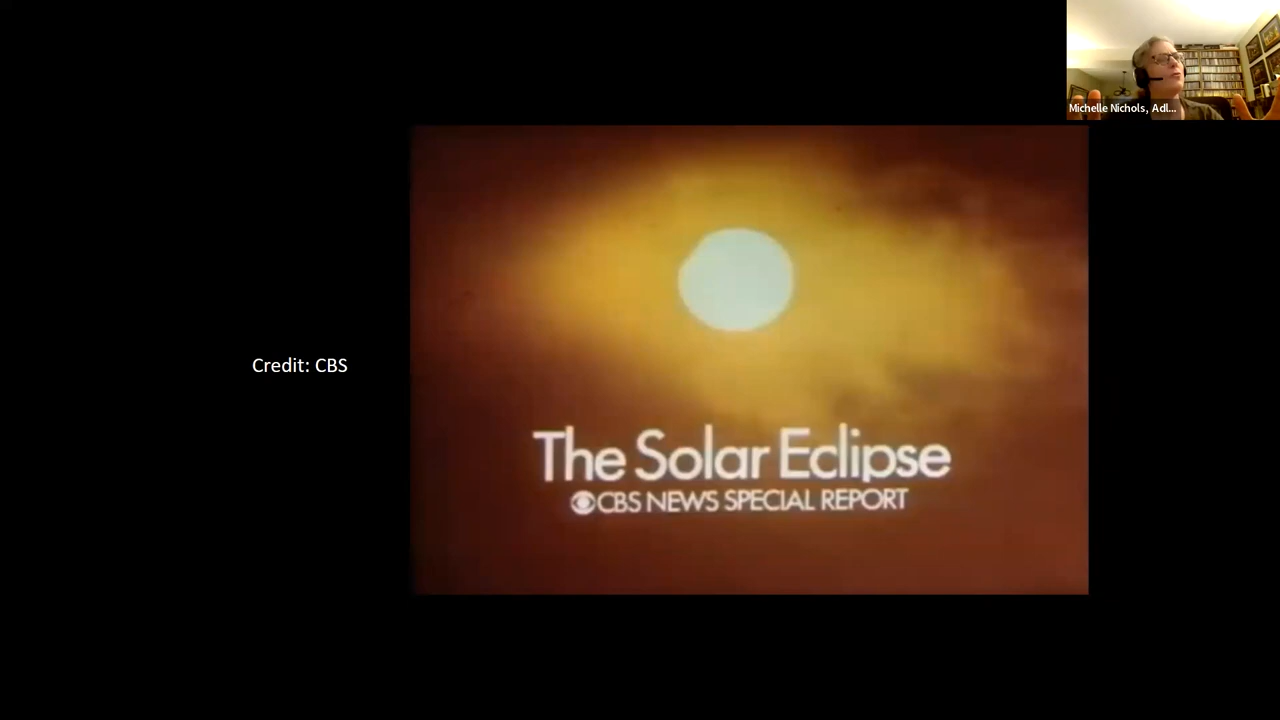 Michelle Nichols, Adl...
Credit: CBS
The Solar Eclipse
CBS NEWS SPECIAL REPORT